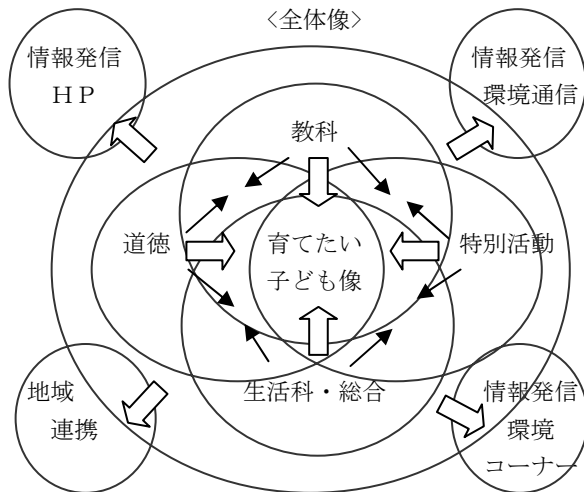 <全体像>
情報発信
ＨＰ
情報発信
環境通信
教科
道徳
育てたい
子ども像
特別活動
生活科・総合
地域
連携
情報発信
環境
コーナー